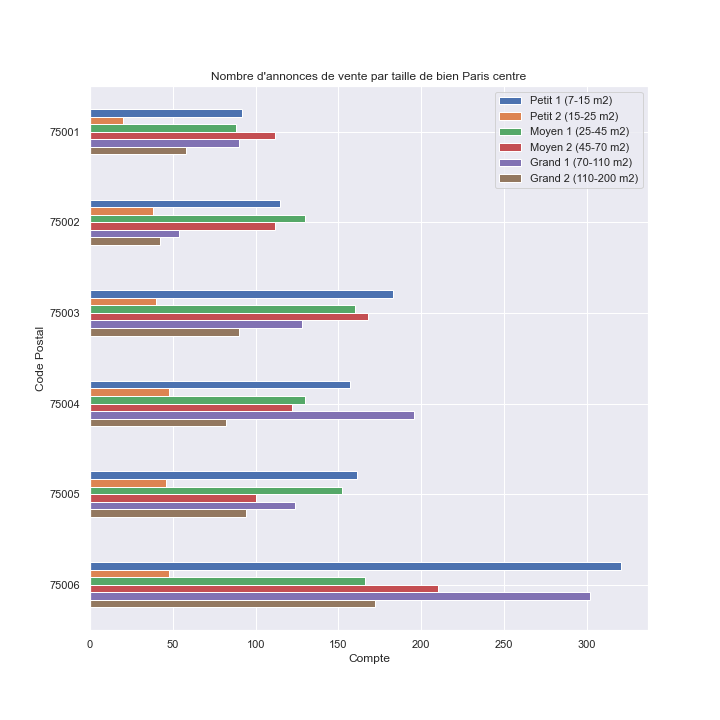 Nombre d'annonces de vente par taille de bien Paris centre
Petit 1 (7-15 m2)
Petit 2 (15-25 m2)
Moyen 1 (25-45 m2)
Moyen 2 (45-70 m2)
Grand 1 (70-110 m2)
Grand 2 (110-200 m2)
75001
75002
75003
75004
75005
75006
Code Postal
0 50 100 150 200 250 300
Compte